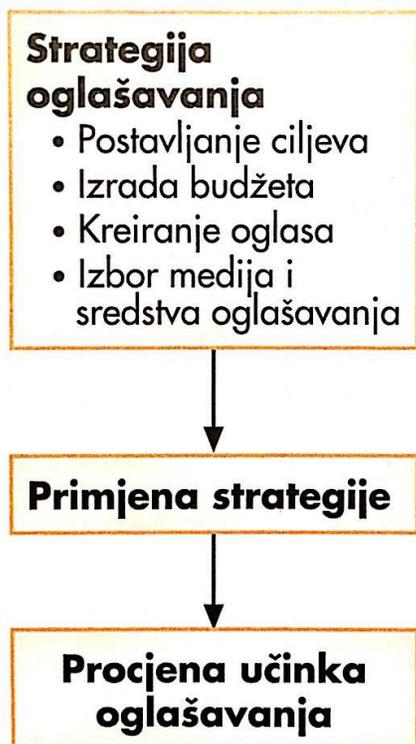 Strategija
oglašavanja
• Postavljanje ciljeva
• Izrada budžeta
• Kreiranje oglasa
• Izbor medija i
sredstva oglašavanja
Primjena strategije
Procjena učinka
oglašavanja